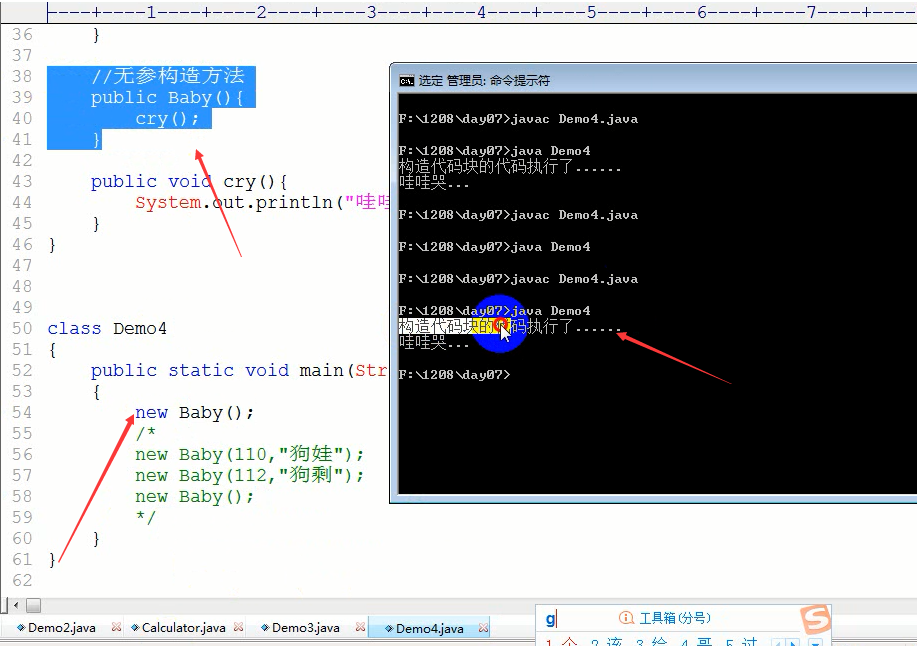 |----+----1----+----2----+----3----+----4----+----5----+----6----+----7----+----
36 }
37
38 //无参构造方法
39 public Baby(){
40 cry();
41 }
42
43 public void cry(){
44 System.out.println("哇哇
45 }
46 }
47
48
49
50 class Demo4
51 {
52 public static void main(Str
53 {
54 new Baby();
55 /*
56 new Baby(110,"狗娃");
57 new Baby(112,"狗剩");
58 new Baby();
59 */
60 }
61 }
62
选定 管理员: 命令提示符
F:\1208\day07>javac Demo4.java
F:\1208\day07>java Demo4
构造代码块的代码执行了......
哇哇哭...
F:\1208\day07>javac Demo4.java
F:\1208\day07>java Demo4
F:\1208\day07>javac Demo4.java
F:\1208\day07>java Demo4
构造代码块的代码执行了......
哇哇哭...
F:\1208\day07>
Demo2.java Calculator.java Demo3.java Demo4.java
g 工具箱(分号)
1.个 2.该 3.给 4.哥 5.过